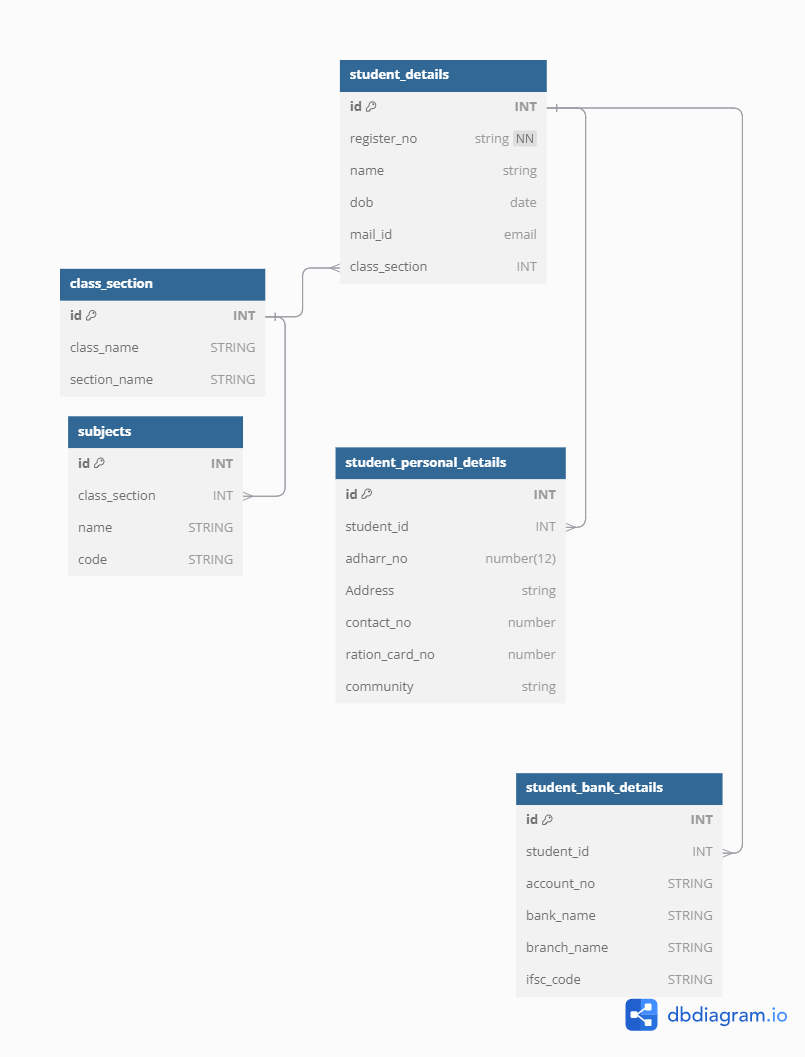 student_details
id INT
register_no string NN
name string
dob date
mail_id email
class_section INT
class_section
id INT
class_name STRING
section_name STRING
subjects
id INT
class_section INT
name STRING
code STRING
student_personal_details
id INT
student_id INT
adharr_no number(12)
Address string
contact_no number
ration_card_no number
community string
student_bank_details
id INT
student_id INT
account_no STRING
bank_name STRING
branch_name STRING
ifsc_code STRING
dbdiagram.io